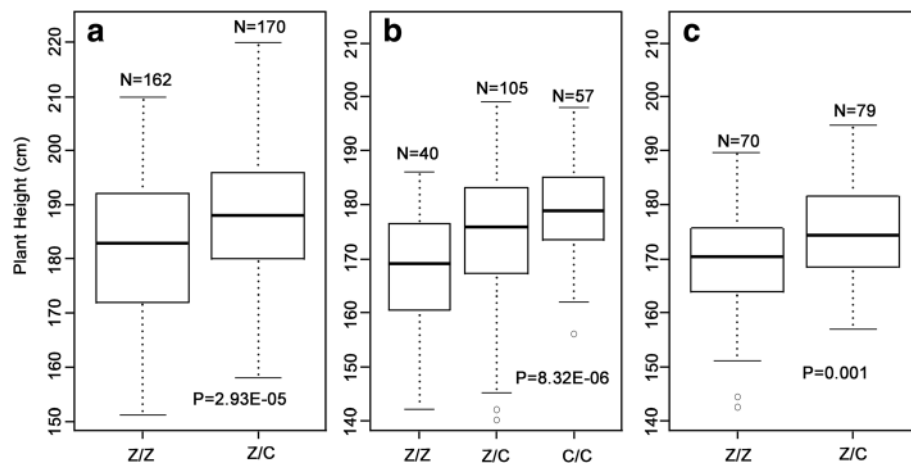 a
N=162
N=170
P=2.93E-05
Plant Height (cm)
220
210
200
190
180
170
160
150
Z/Z
Z/C
b
N=40
N=105
N=57
P=8.32E-06
210
200
190
180
170
160
150
140
Z/Z
Z/C
C/C
c
N=70
N=79
P=0.001
210
200
190
180
170
160
150
140
Z/Z
Z/C